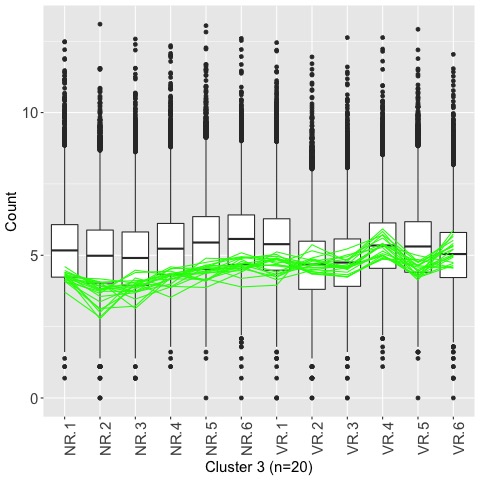 Count
10
5
0
NR.1
NR.2
NR.3
NR.4
NR.5
NR.6
VR.1
VR.2
VR.3
VR.4
VR.5
VR.6
Cluster 3 (n=20)